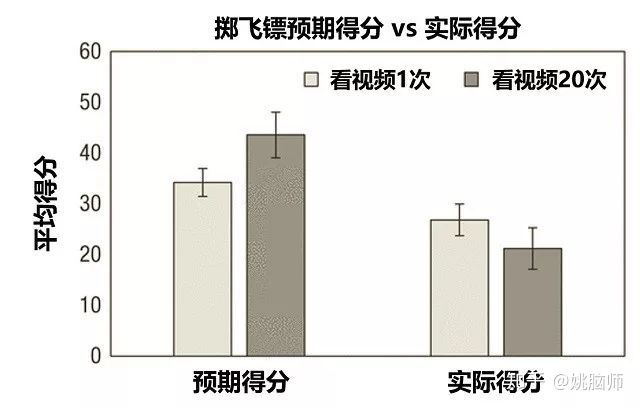 掷飞镖预期得分 vs 实际得分
60
50
40
30
20
10
0
平均得分
看视频1次
看视频20次
预期得分
实际得分
知乎 @姚脑师